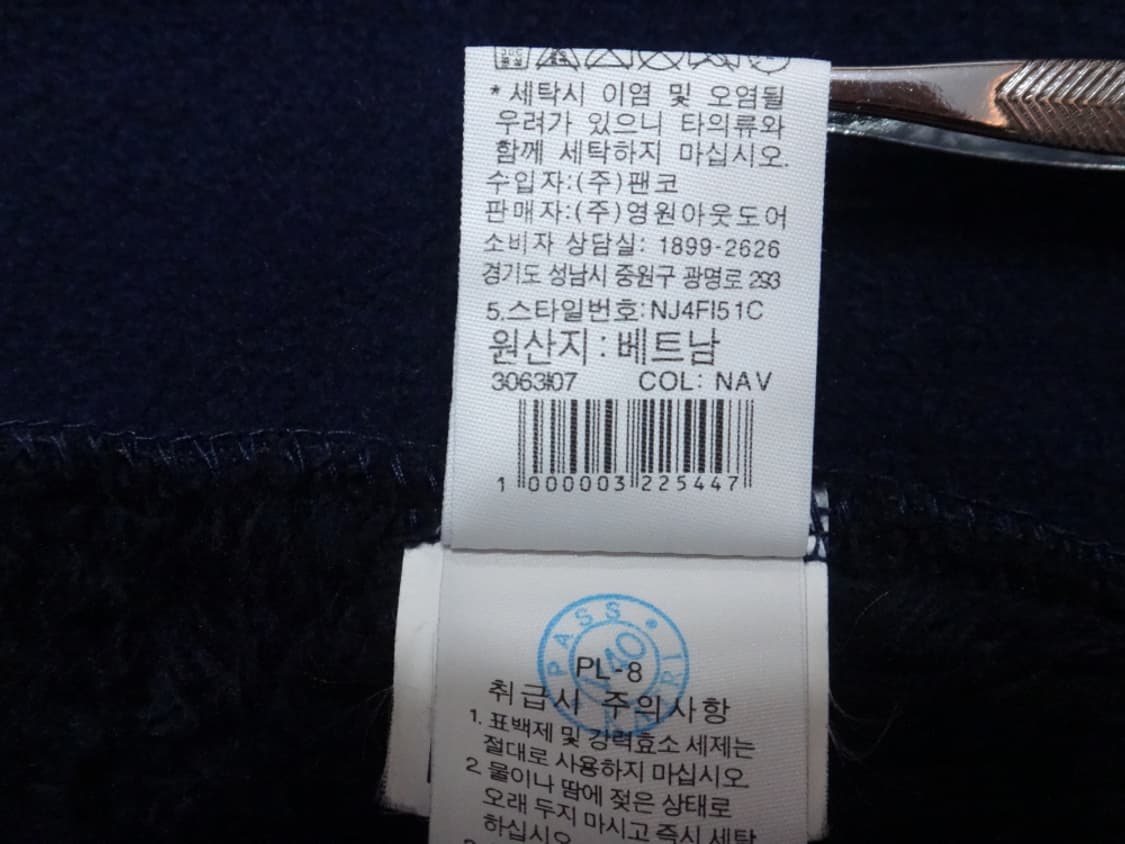 * 세탁시 이염 및 오염될
우려가 있으니 타의류와
함께 세탁하지 마십시오.
수입자:(주)팬코
판매자:(주)영원아웃도어
소비자 상담실: 1899-2626
경기도 성남시 중원구 광명로 293
5.스타일번호:NJ4FI51C
원산지 : 베트남
3063I07 COL: NAV
1 000003 225447
PASS
40
PL-8
취급시 주의사항
1. 표백제 및 강력효소 세제는
절대로 사용하지 마십시오
2. 물이나 땀에 젖은 상태로
오래 두지 마시고 즉시 세탁
하십시오